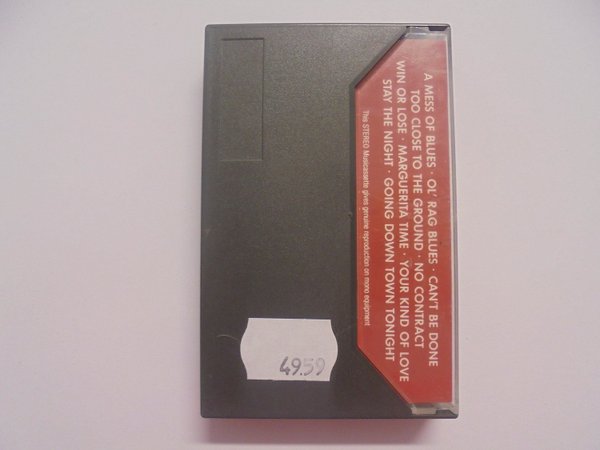 A MESS OF BLUES · OL' RAG BLUES · CAN'T BE DONE
TOO CLOSE TO THE GROUND · NO CONTRACT
WIN OR LOSE · MARGUERITA TIME · YOUR KIND OF LOVE
STAY THE NIGHT · GOING DOWN TOWN TONIGHT
This STEREO Musicassette gives genuine reproduction on mono equipment
49.59